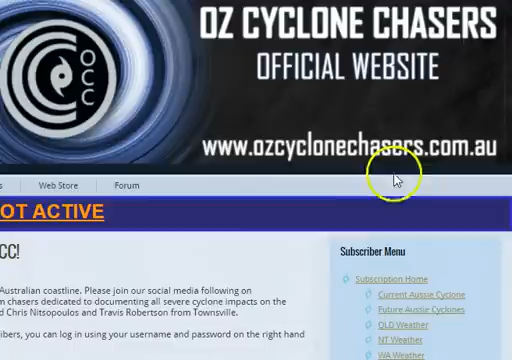 OZ CYCLONE CHASERS
OCC
OFFICIAL WEBSITE
www.ozcyclonechasers.com.au
s Web Store Forum
OT ACTIVE
CC!
Subscriber Menu
Australian coastline. Please join our social media following on
m chasers dedicated to documenting all severe cyclone impacts on the
d Chris Nitsopoulos and Travis Robertson from Townsville.
ibers, you can log in using your username and password on the right hand
Subscription Home
Current Aussie Cyclone
Future Aussie Cyclones
QLD Weather
NT Weather
WA Weather